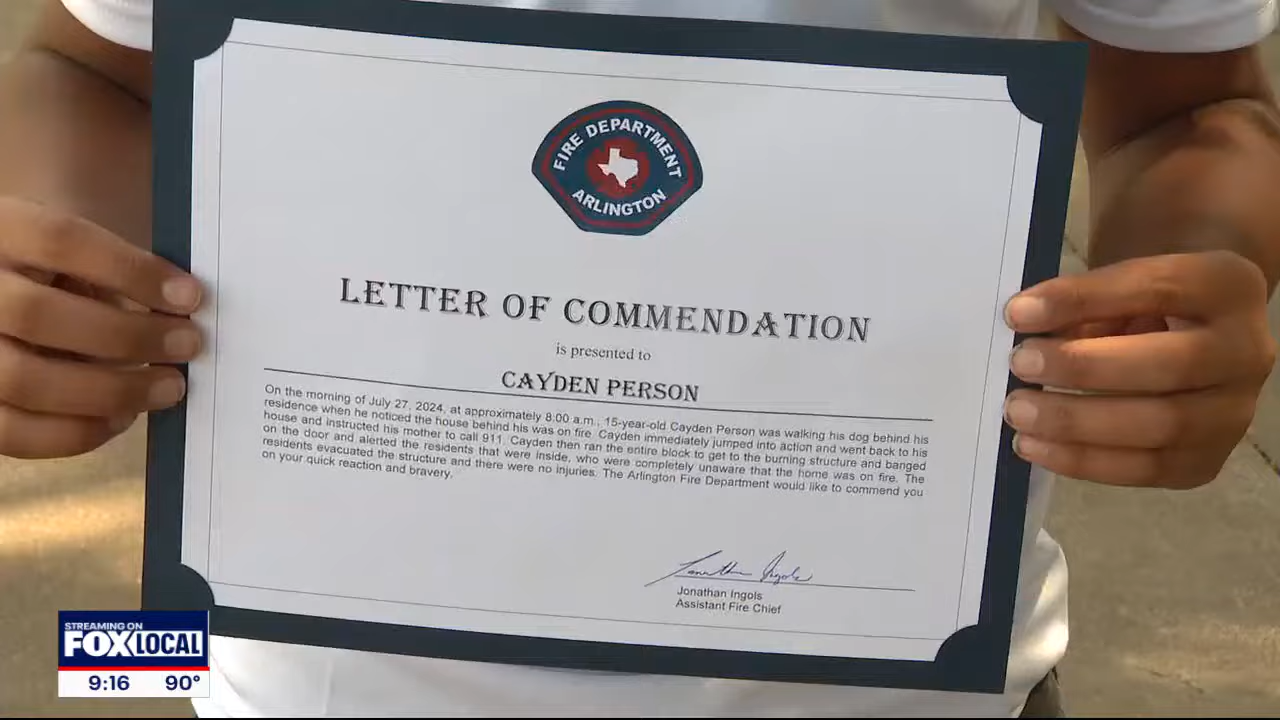 FIRE DEPARTMENT
ARLINGTON
LETTER OF COMMENDATION
is presented to
CAYDEN PERSON
On the morning of July 27, 2024, at approximately 8:00 a.m., 15-year-old Cayden Person was walking his dog behind his
residence when he noticed the house behind his was on fire. Cayden immediately jumped into action and went back to his
house and instructed his mother to call 911. Cayden then ran the entire block to get to the burning structure and banged
on the door and alerted the residents that were inside, who were completely unaware that the home was on fire. The
residents evacuated the structure and there were no injuries. The Arlington Fire Department would like to commend you
on your quick reaction and bravery.
Jonathan Ingols
Jonathan Ingols
Assistant Fire Chief
STREAMING ON
FOX LOCAL
9:16 90°